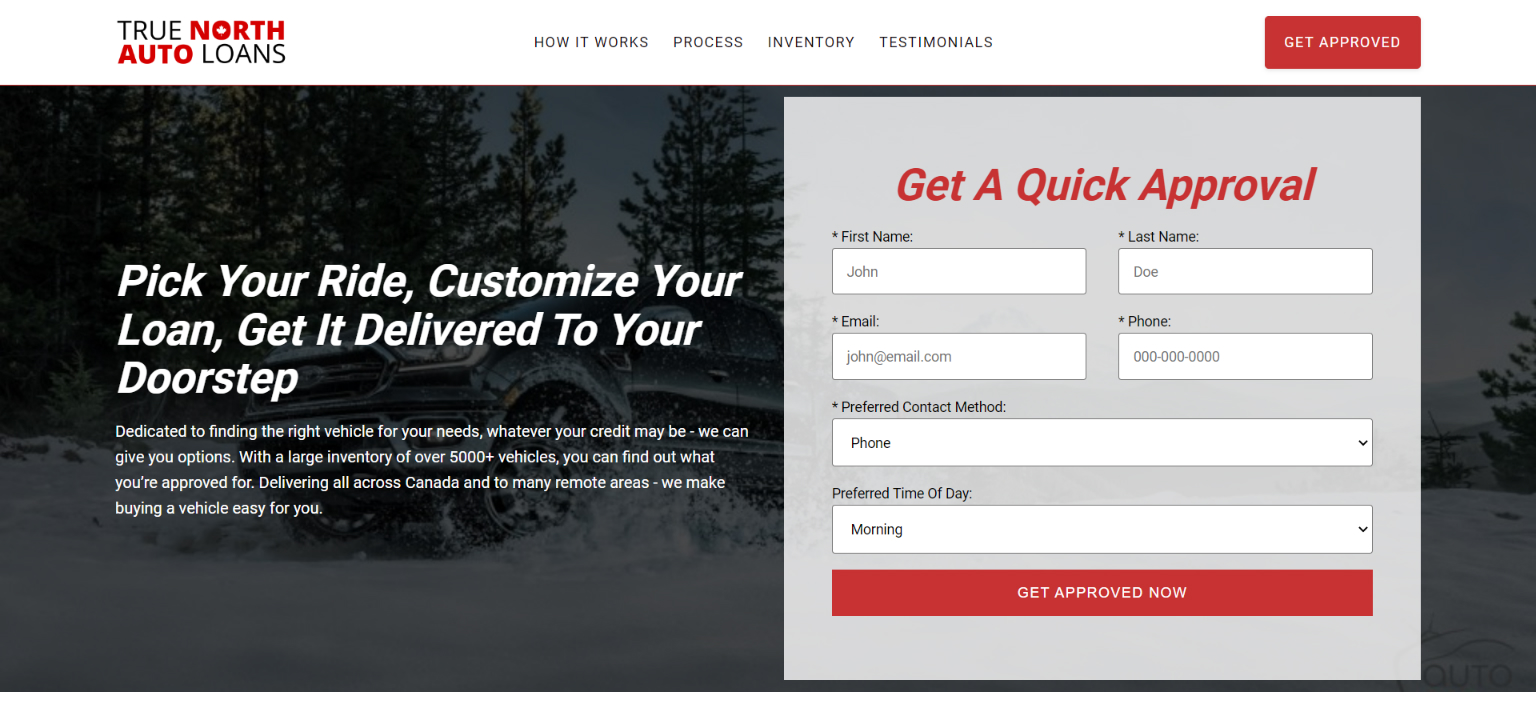 TRUE NORTH
AUTO LOANS
HOW IT WORKS PROCESS INVENTORY TESTIMONIALS
GET APPROVED
Pick Your Ride, Customize Your
Loan, Get It Delivered To Your
Doorstep
Dedicated to finding the right vehicle for your needs, whatever your credit may be - we can
give you options. With a large inventory of over 5000+ vehicles, you can find out what
you’re approved for. Delivering all across Canada and to many remote areas - we make
buying a vehicle easy for you.
Get A Quick Approval
* First Name: * Last Name:
John Doe
* Email: * Phone:
john@email.com 000-000-0000
* Preferred Contact Method:
Phone
Preferred Time Of Day:
Morning
GET APPROVED NOW
AUTO